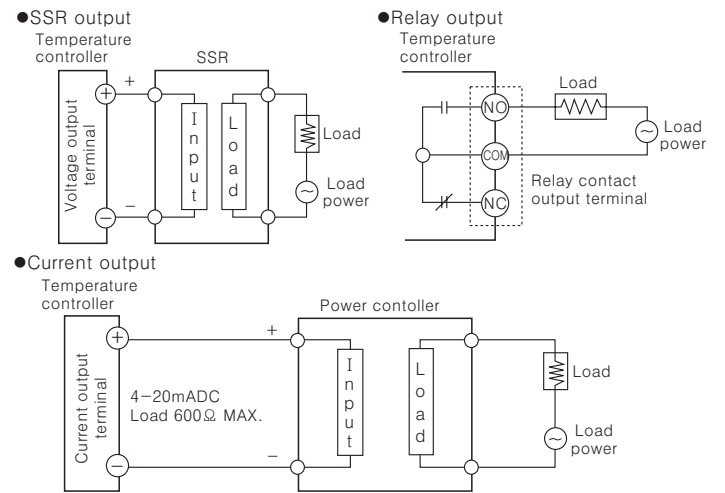 ●SSR output
Temperature
controller
SSR
+
+
Voltage output
terminal
Input
Load
Load
Load
power
−
−
●Relay output
Temperature
controller
Load
NO
Load
power
COM
Relay contact
output terminal
NC
●Current output
Temperature
controller
Power contoller
+
+
Current output
terminal
4−20mADC
Load 600Ω MAX.
Input
Load
Load
Load
power
−
−